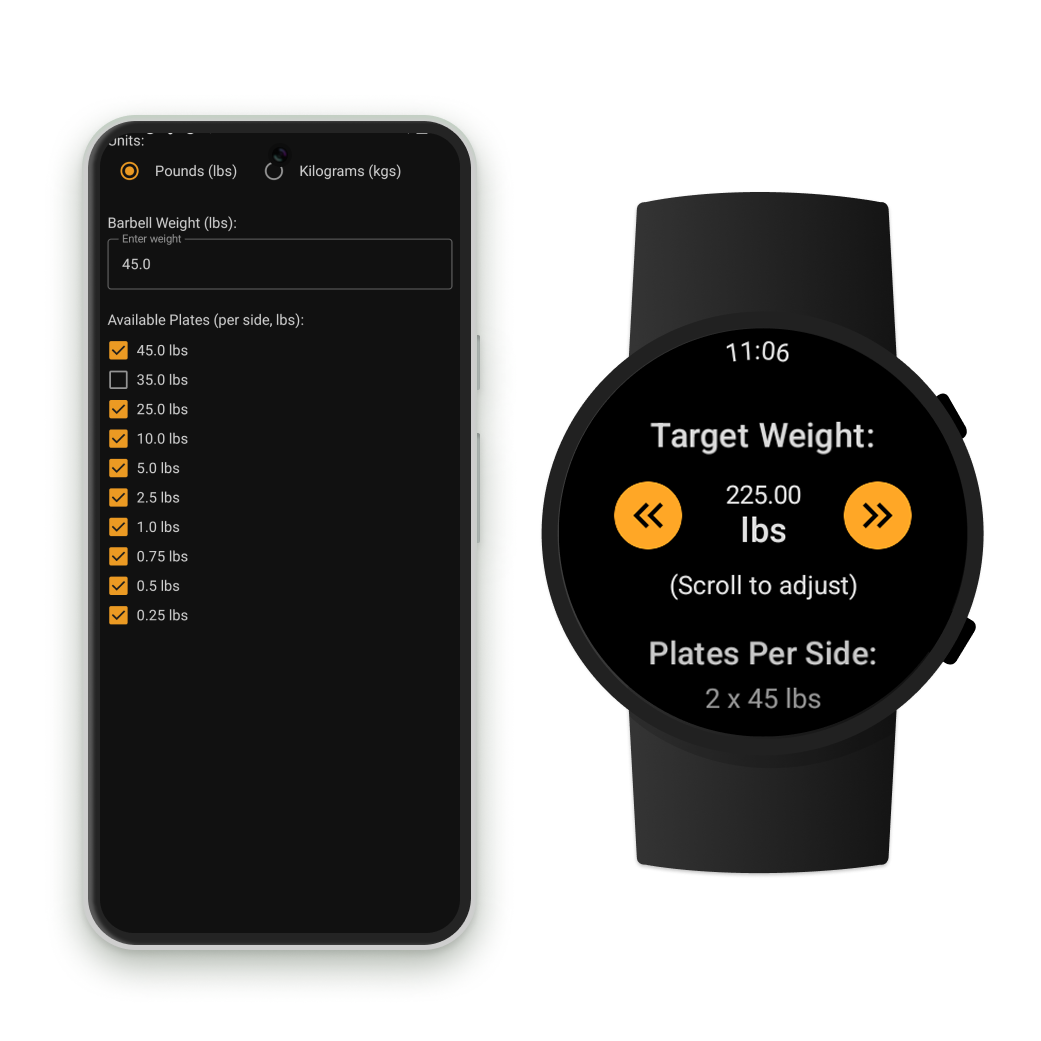 Units:
Pounds (lbs)
Kilograms (kgs)
Barbell Weight (lbs):
Enter weight
45.0
Available Plates (per side, lbs):
45.0 lbs
35.0 lbs
25.0 lbs
10.0 lbs
5.0 lbs
2.5 lbs
1.0 lbs
0.75 lbs
0.5 lbs
0.25 lbs
11:06
Target Weight:
225.00
lbs
(Scroll to adjust)
Plates Per Side:
2 x 45 lbs